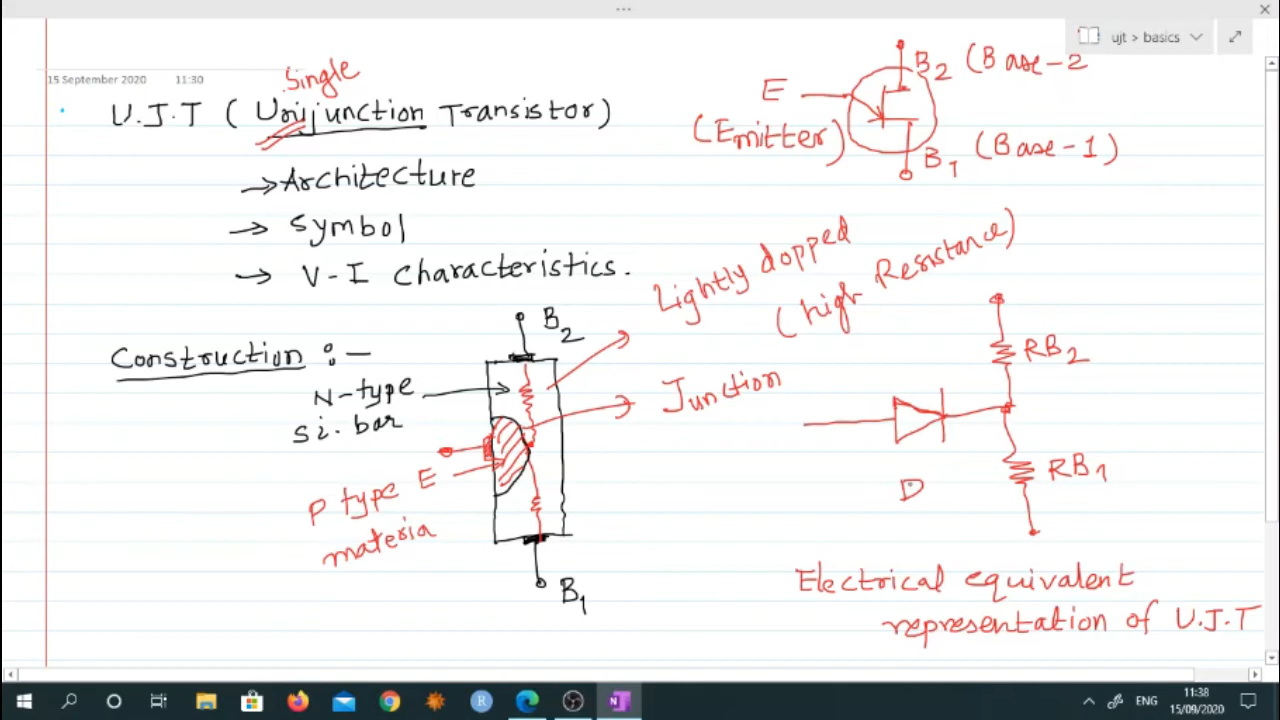 ujt > basics
15 September 2020 11:30
Single
U.J.T ( Unijunction Transistor)
→ Architecture
→ Symbol
→ V-I characteristics.
B2 (Base-2
E
(Emitter)
B1 (Base-1)
Construction :-
N-type
si. bar
B2
Lightly dopped
(high Resistance)
Junction
P type E
materia
B1
RB2
RB1
D
Electrical equivalent
representation of U.J.T
R
N
ENG
11:38
15/09/2020